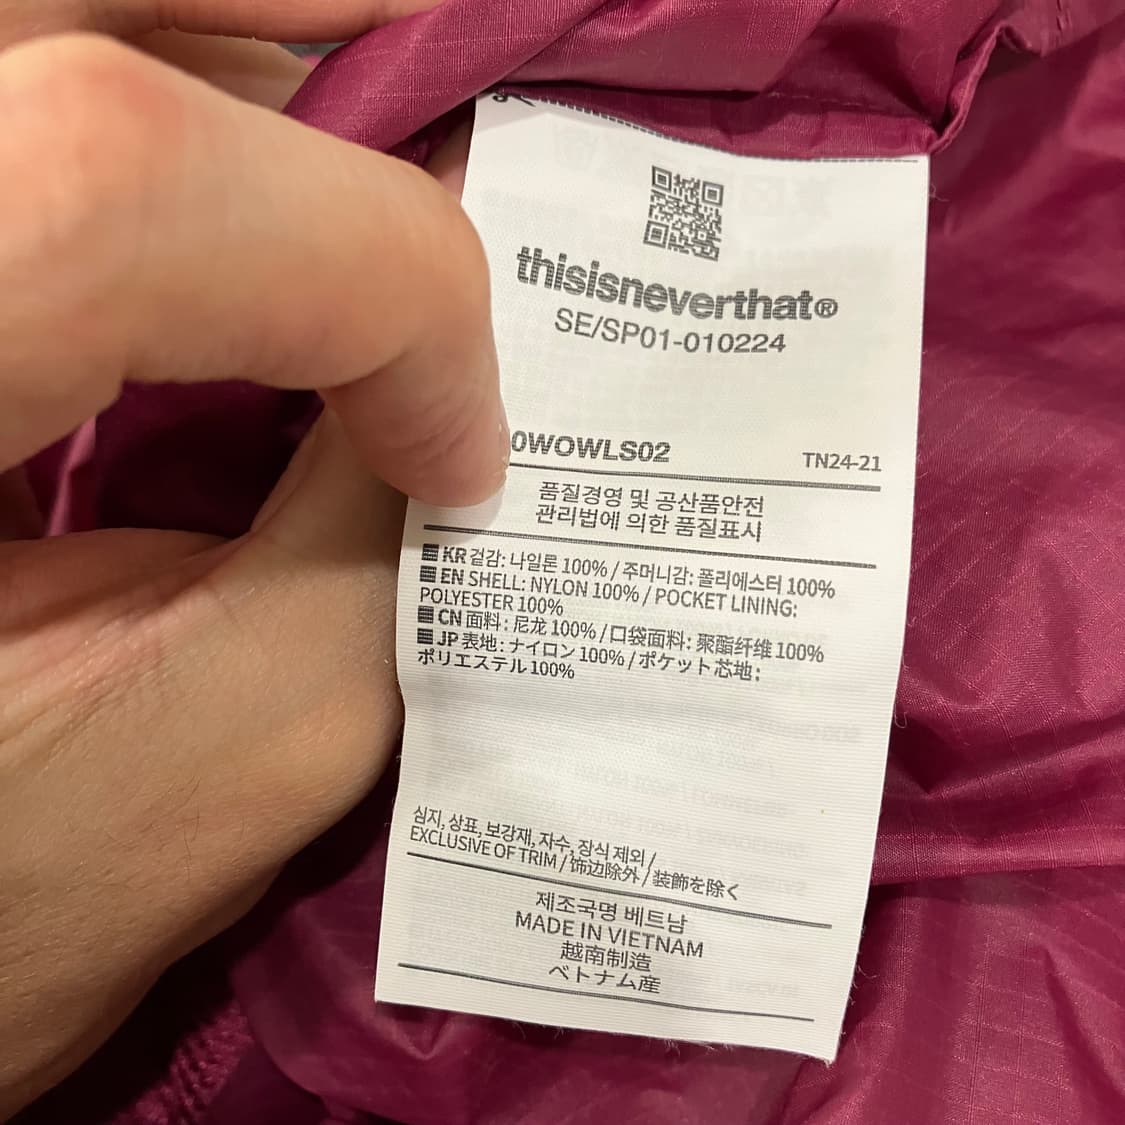 thisisneverthat®
SE/SP01-010224
0WOWLS02
TN24-21
품질경영 및 공산품안전
관리법에 의한 품질표시
KR 겉감: 나일론 100% / 주머니감: 폴리에스터 100%
EN SHELL: NYLON 100% / POCKET LINING:
POLYESTER 100%
CN 面料: 尼龙 100% / 口袋面料: 聚酯纤维 100%
JP 表地: ナイロン 100% / ポケット芯地:
ポリエステル 100%
심지, 상표, 보강재, 자수, 장식 제외 /
EXCLUSIVE OF TRIM / 饰边除外 / 装飾を除く
제조국명 베트남
MADE IN VIETNAM
越南制造
ベトナム産